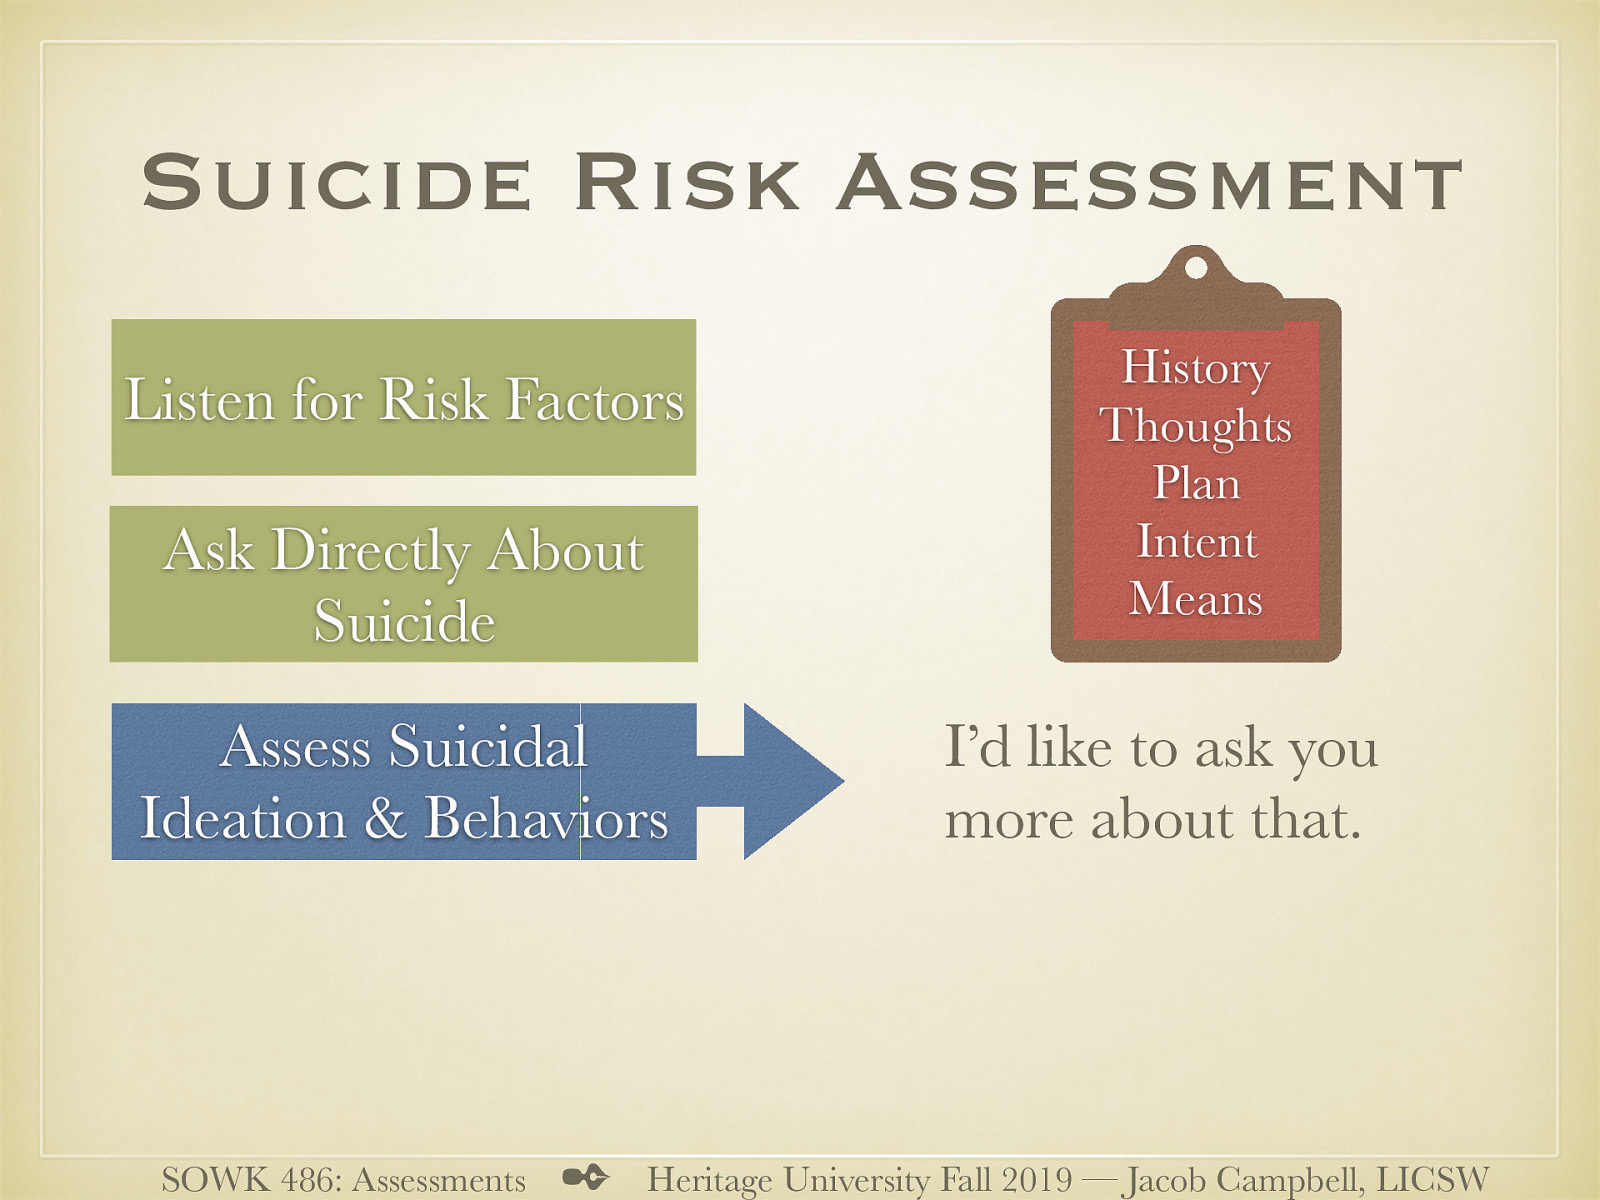 Suicide Risk Assessment
Listen for Risk Factors
Ask Directly About
Suicide
Assess Suicidal
Ideation & Behaviors
History
Thoughts
Plan
Intent
Means
I’d like to ask you
more about that.
SOWK 486: Assessments ✒ Heritage University Fall 2019 — Jacob Campbell, LICSW